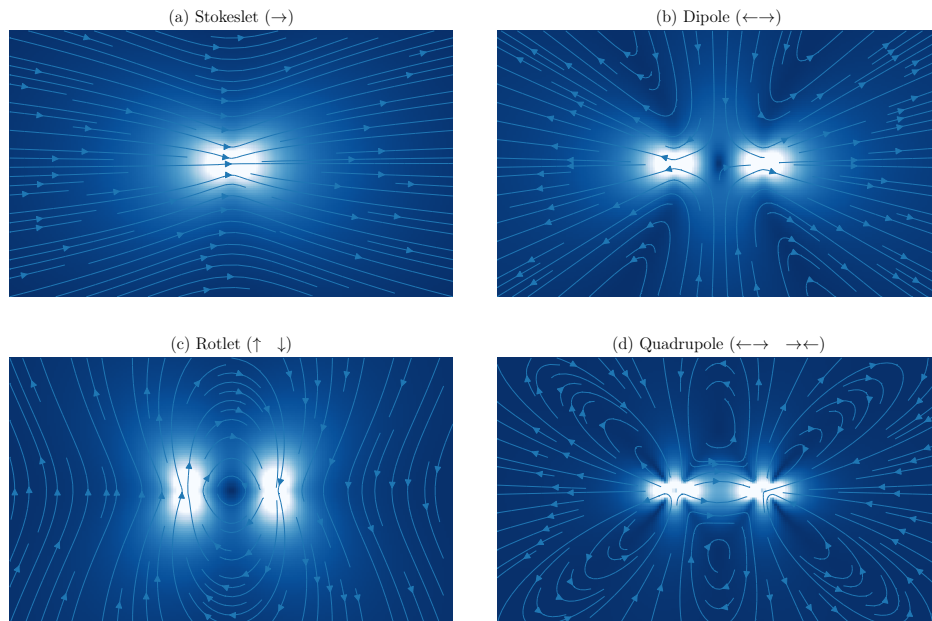 (a) Stokeslet (→)
(b) Dipole (←→)
(c) Rotlet (↑ ↓)
(d) Quadrupole (←→ →←)